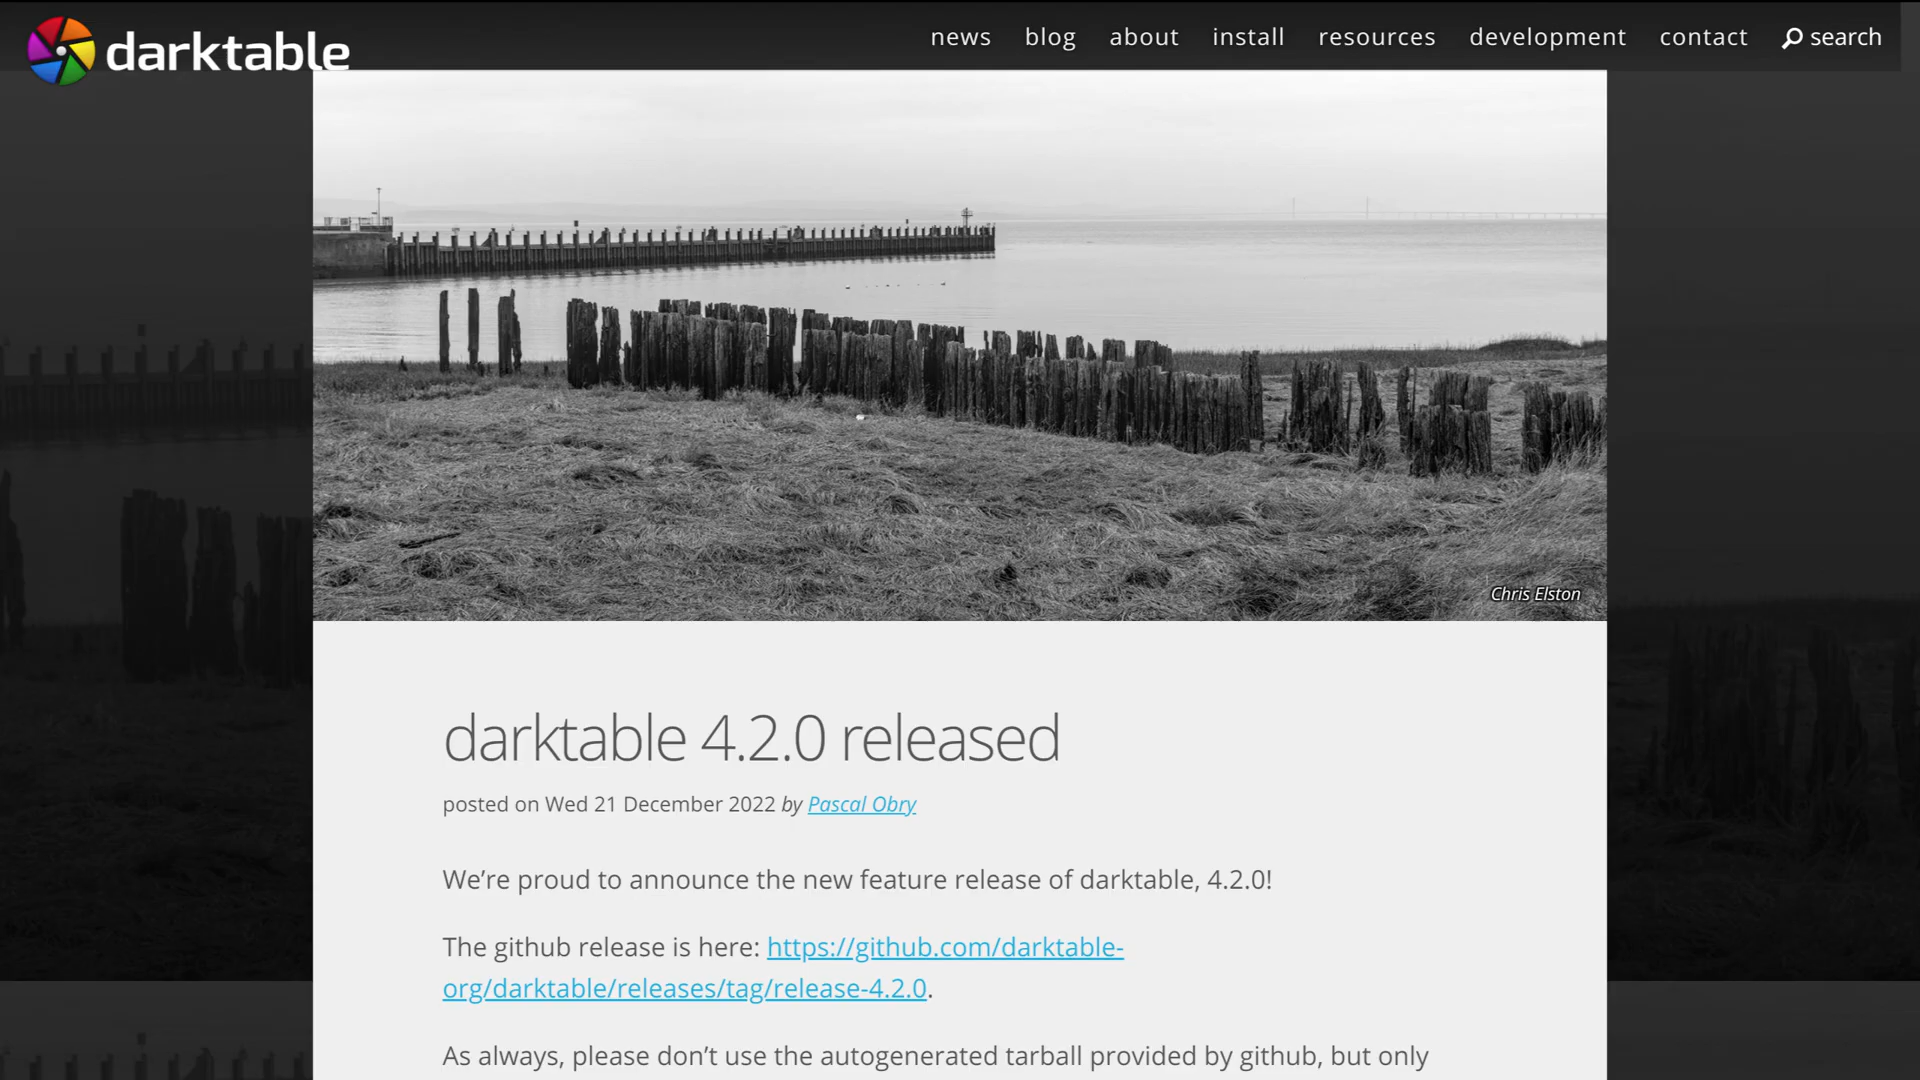 darktable
news blog about install resources development contact search
Chris Elston
darktable 4.2.0 released
posted on Wed 21 December 2022 by Pascal Obry
We’re proud to announce the new feature release of darktable, 4.2.0!
The github release is here: https://github.com/darktable-
org/darktable/releases/tag/release-4.2.0.
As always, please don’t use the autogenerated tarball provided by github, but only